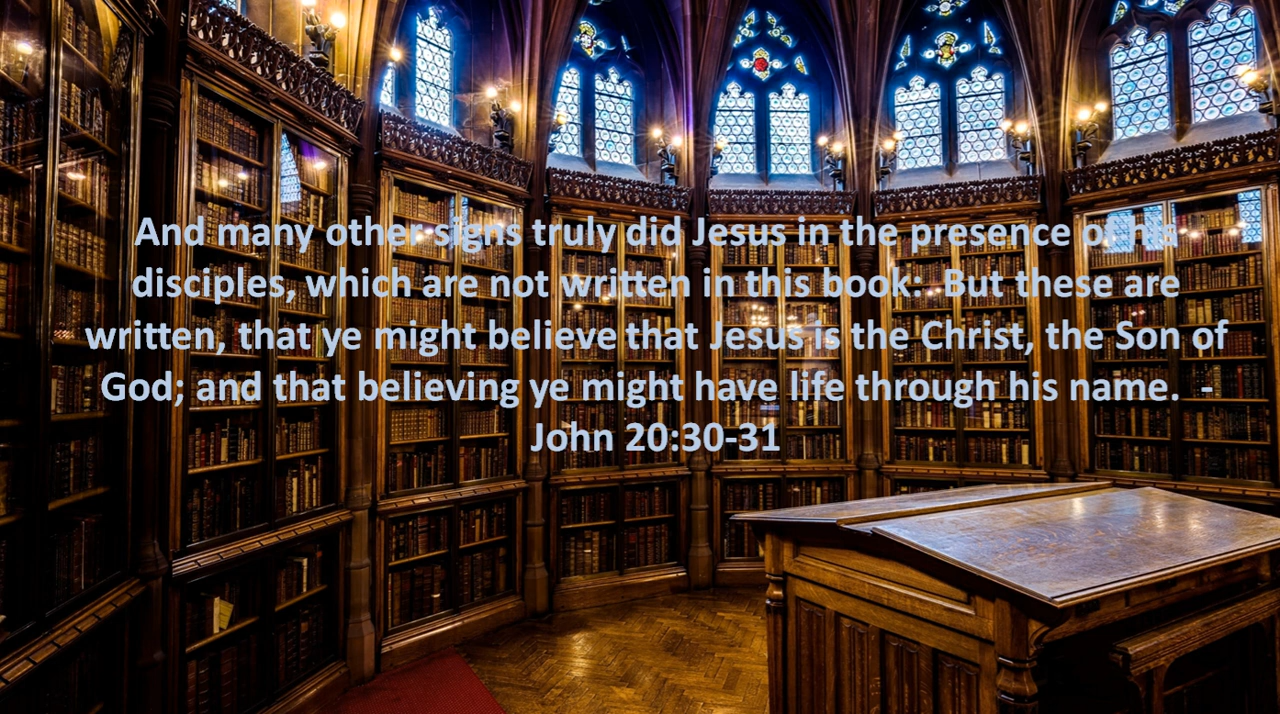 And many other signs truly did Jesus in the presence of his
disciples, which are not written in this book:  But these are
written, that ye might believe that Jesus is the Christ, the Son of
God; and that believing ye might have life through his name.  -
John 20:30-31